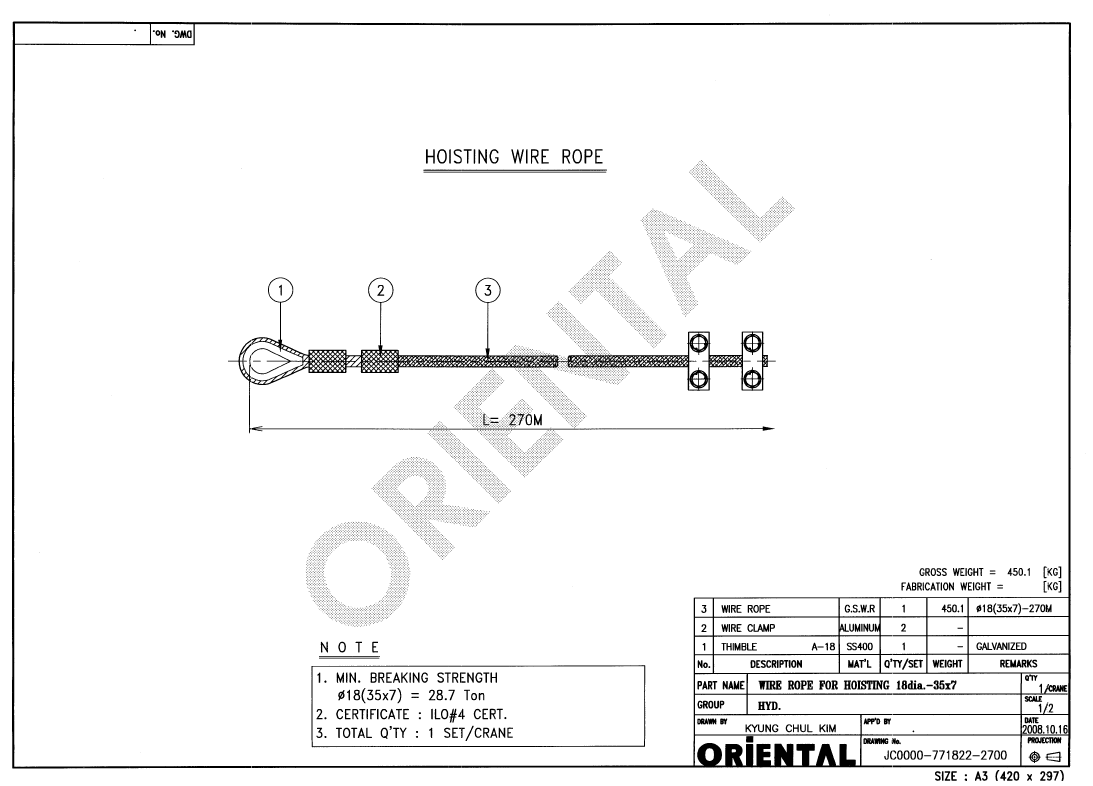 DWG. No.
HOISTING WIRE ROPE
ORIENTAL
1 2 3
L= 270M
GROSS WEIGHT = 450.1 [KG]
FABRICATION WEIGHT = [KG]
3 WIRE ROPE G.S.W.R 1 450.1 ø18(35x7)-270M
2 WIRE CLAMP ALUMINUM 2 -
1 THIMBLE A-18 SS400 1 - GALVANIZED
No. DESCRIPTION MAT'L Q'TY/SET WEIGHT REMARKS
PART NAME WIRE ROPE FOR HOISTING 18dia.-35x7 Q'TY 1/CRANE
GROUP HYD. SCALE 1/2
DRAWN BY KYUNG CHUL KIM APP'D BY . DATE 2008.10.16
ORIENTAL DRAWING No. JC0000-771822-2700 PROJECTION
SIZE : A3 (420 x 297)
N O T E
1. MIN. BREAKING STRENGTH
ø18(35x7) = 28.7 Ton
2. CERTIFICATE : ILO#4 CERT.
3. TOTAL Q'TY : 1 SET/CRANE